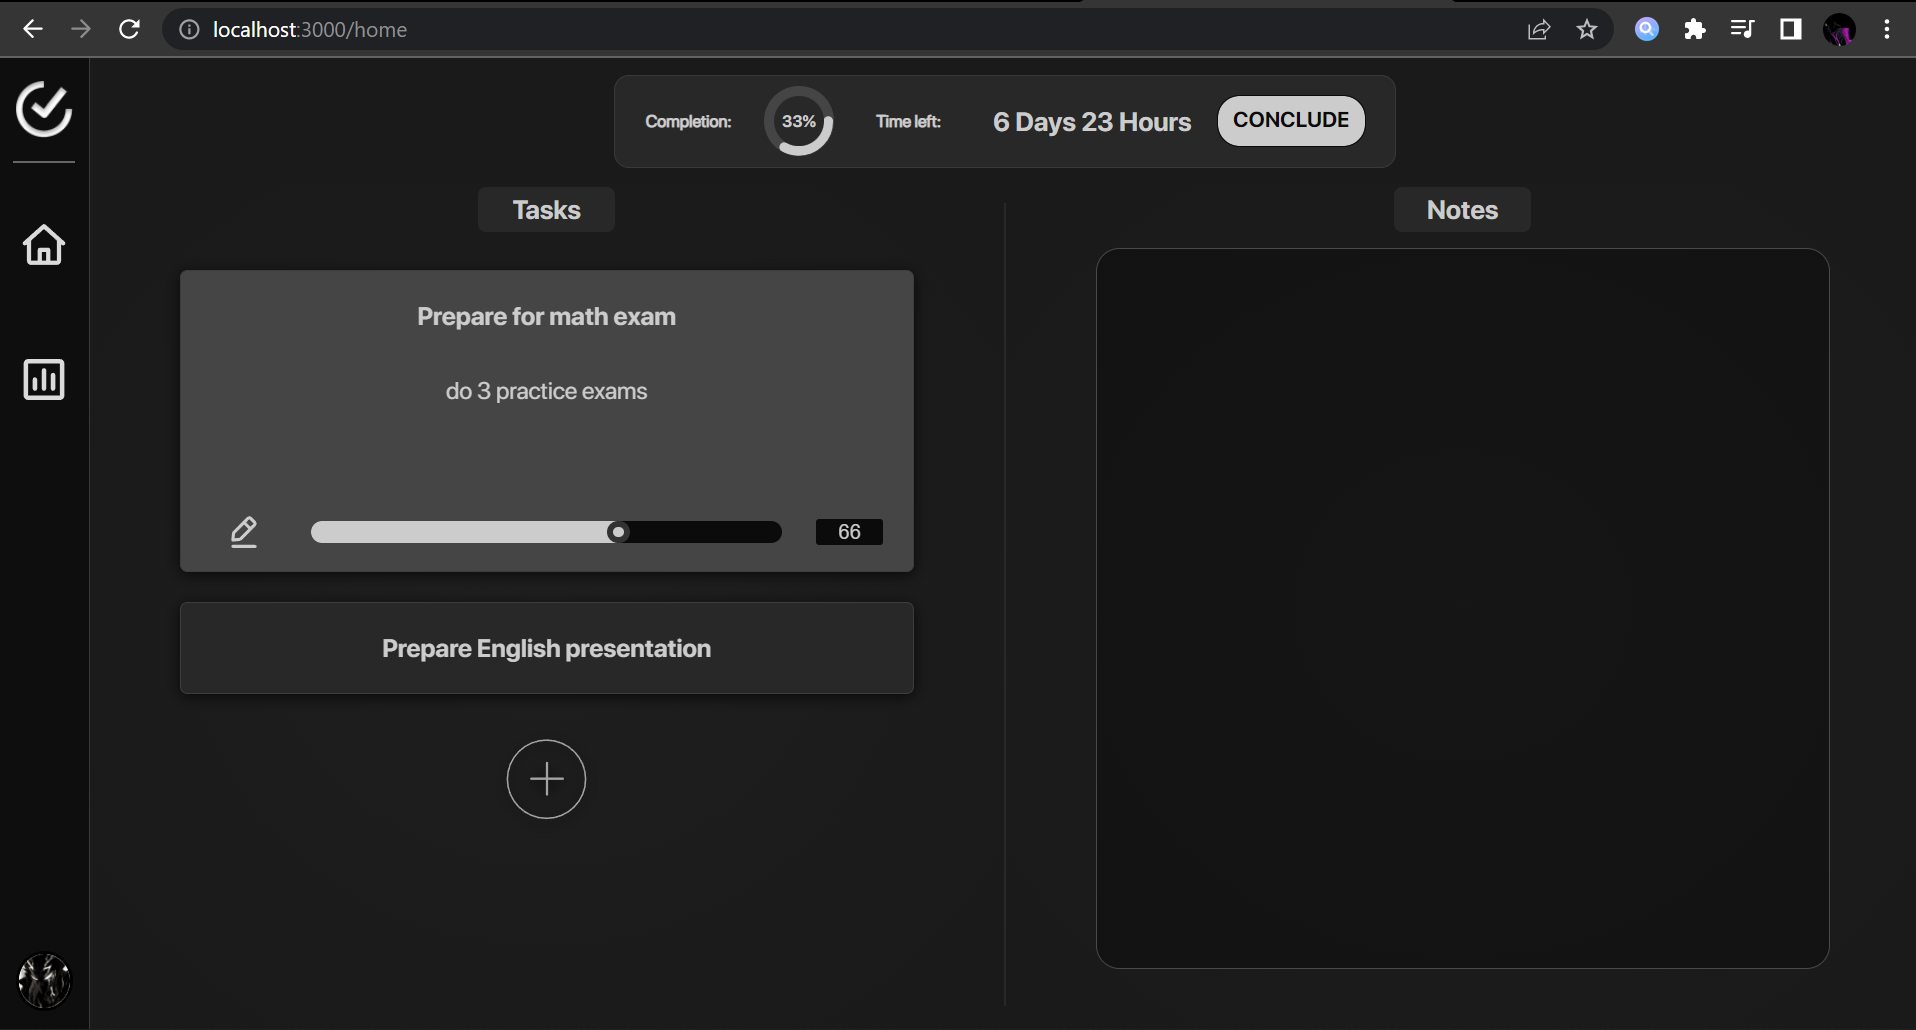 localhost:3000/home
Completion: 33% Time left: 6 Days 23 Hours CONCLUDE
Tasks
Notes
Prepare for math exam
do 3 practice exams
66
Prepare English presentation